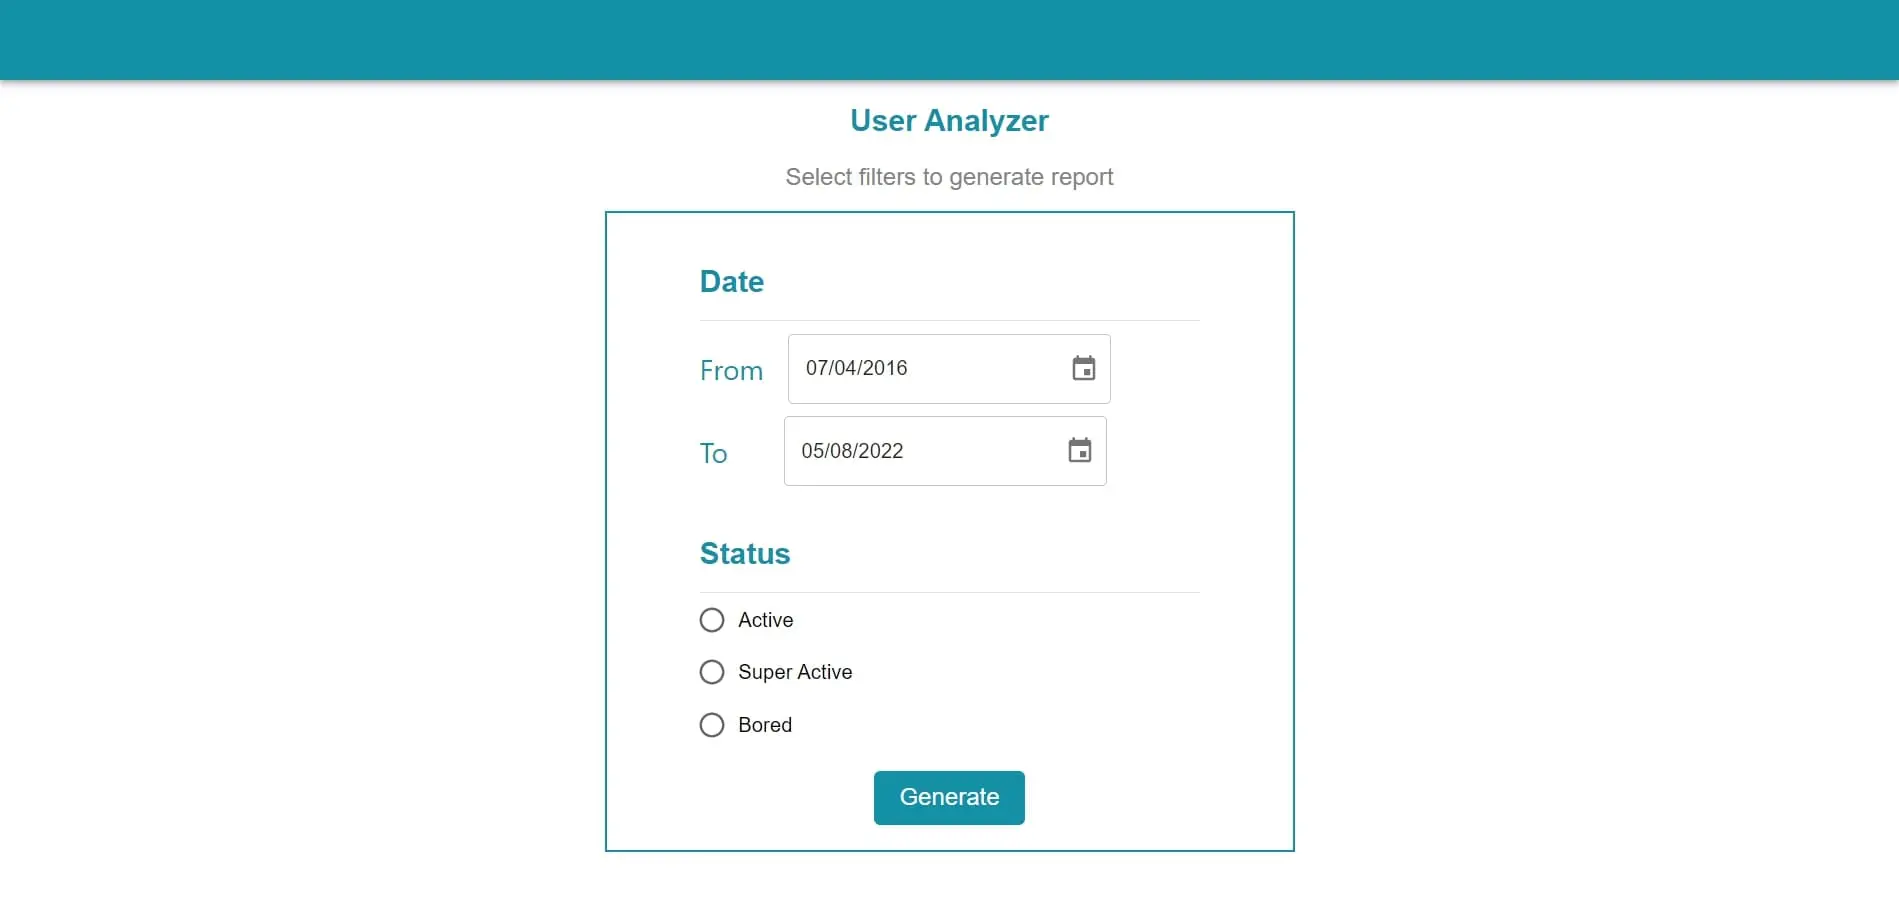 User Analyzer
Select filters to generate report
Date
From 07/04/2016
To 05/08/2022
Status
Active
Super Active
Bored
Generate